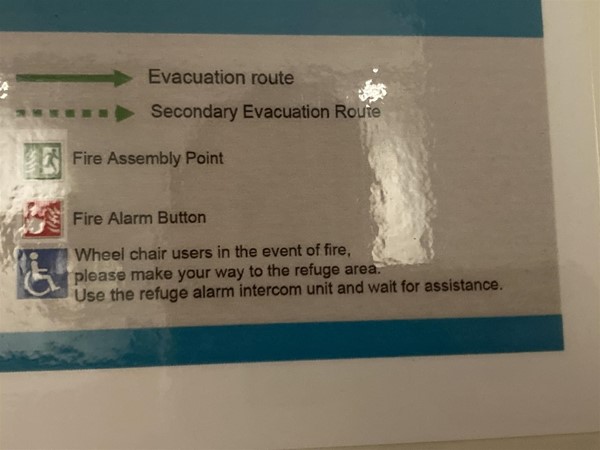 Evacuation route
Secondary Evacuation Route
Fire Assembly Point
Fire Alarm Button
Wheel chair users in the event of fire,
please make your way to the refuge area.
Use the refuge alarm intercom unit and wait for assistance.